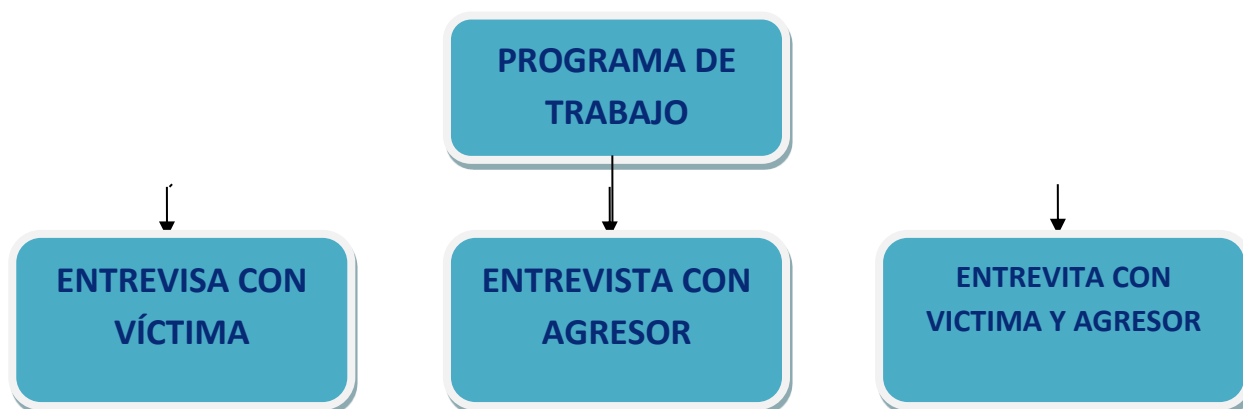 PROGRAMA DE
TRABAJO
ENTREVISA CON
VÍCTIMA
ENTREVISTA CON
AGRESOR
ENTREVITA CON
VICTIMA Y AGRESOR